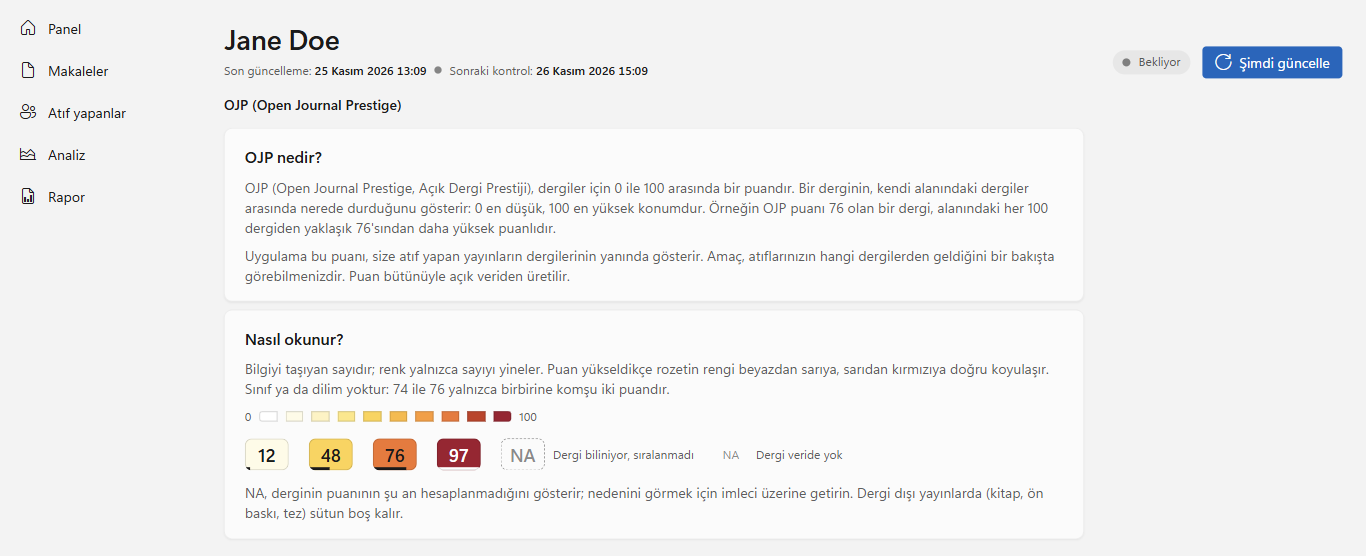 Panel
Makaleler
Atıf yapanlar
Analiz
Rapor
Jane Doe
Son güncelleme: 25 Kasım 2026 13:09 ● Sonraki kontrol: 26 Kasım 2026 15:09
Bekliyor
Şimdi güncelle
OJP (Open Journal Prestige)
OJP nedir?
OJP (Open Journal Prestige, Açık Dergi Prestiji), dergiler için 0 ile 100 arasında bir puandır. Bir derginin, kendi alanındaki dergiler
arasında nerede durduğunu gösterir: 0 en düşük, 100 en yüksek konumdur. Örneğin OJP puanı 76 olan bir dergi, alanındaki her 100
dergiden yaklaşık 76'sından daha yüksek puanlıdır.
Uygulama bu puanı, size atıf yapan yayınların dergilerinin yanında gösterir. Amaç, atıflarınızın hangi dergilerden geldiğini bir bakışta
görebilmenizdir. Puan bütünüyle açık veriden üretilir.
Nasıl okunur?
Bilgiyi taşıyan sayıdır; renk yalnızca sayıyı yineler. Puan yükseldikçe rozetin rengi beyazdan sarıya, sarıdan kırmızıya doğru koyulaşır.
Sınıf ya da dilim yoktur: 74 ile 76 yalnızca birbirine komşu iki puandır.
0 100
12 48 76 97 NA Dergi biliniyor, sıralanmadı NA Dergi veride yok
NA, derginin puanının şu an hesaplanmadığını gösterir; nedenini görmek için imleci üzerine getirin. Dergi dışı yayınlarda (kitap, ön
baskı, tez) sütun boş kalır.